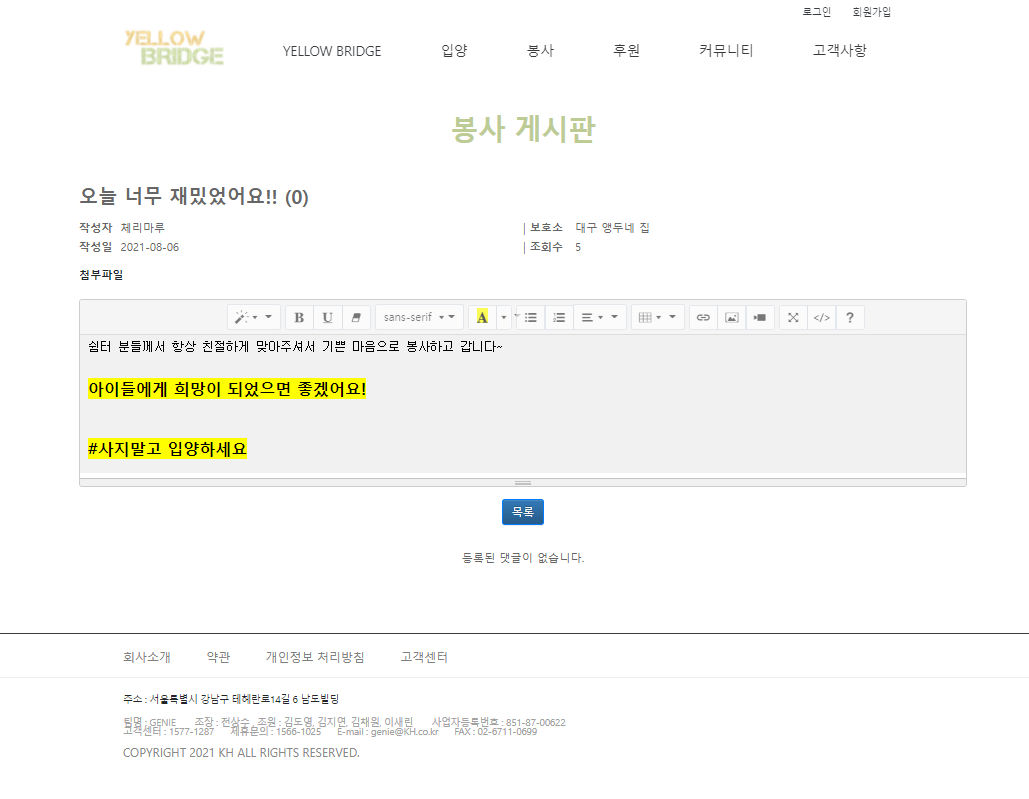 로그인 회원가입
YELLOW BRIDGE
YELLOW BRIDGE 입양 봉사 후원 커뮤니티 고객사항
봉사 게시판
오늘 너무 재밌었어요!! (0)
작성자 체리마루 | 보호소 대구 앵두네 집
작성일 2021-08-06 | 조회수 5
첨부파일
B U sans-serif A </> ?
쉼터 분들께서 항상 친절하게 맞아주셔서 기쁜 마음으로 봉사하고 갑니다~
아이들에게 희망이 되었으면 좋겠어요!
#사지말고 입양하세요
목록
등록된 댓글이 없습니다.
회사소개 약관 개인정보 처리방침 고객센터
주소 : 서울특별시 강남구 테헤란로14길 6 남도빌딩
팀명 : GENIE 조장 : 전상수 , 조원 : 김도영, 김지연, 김채원, 이새린 사업자등록번호 : 851-87-00622
고객센터 : 1577-1287 제휴문의 : 1566-1025 E-mail : genie@KH.co.kr FAX : 02-6711-0699
COPYRIGHT 2021 KH ALL RIGHTS RESERVED.